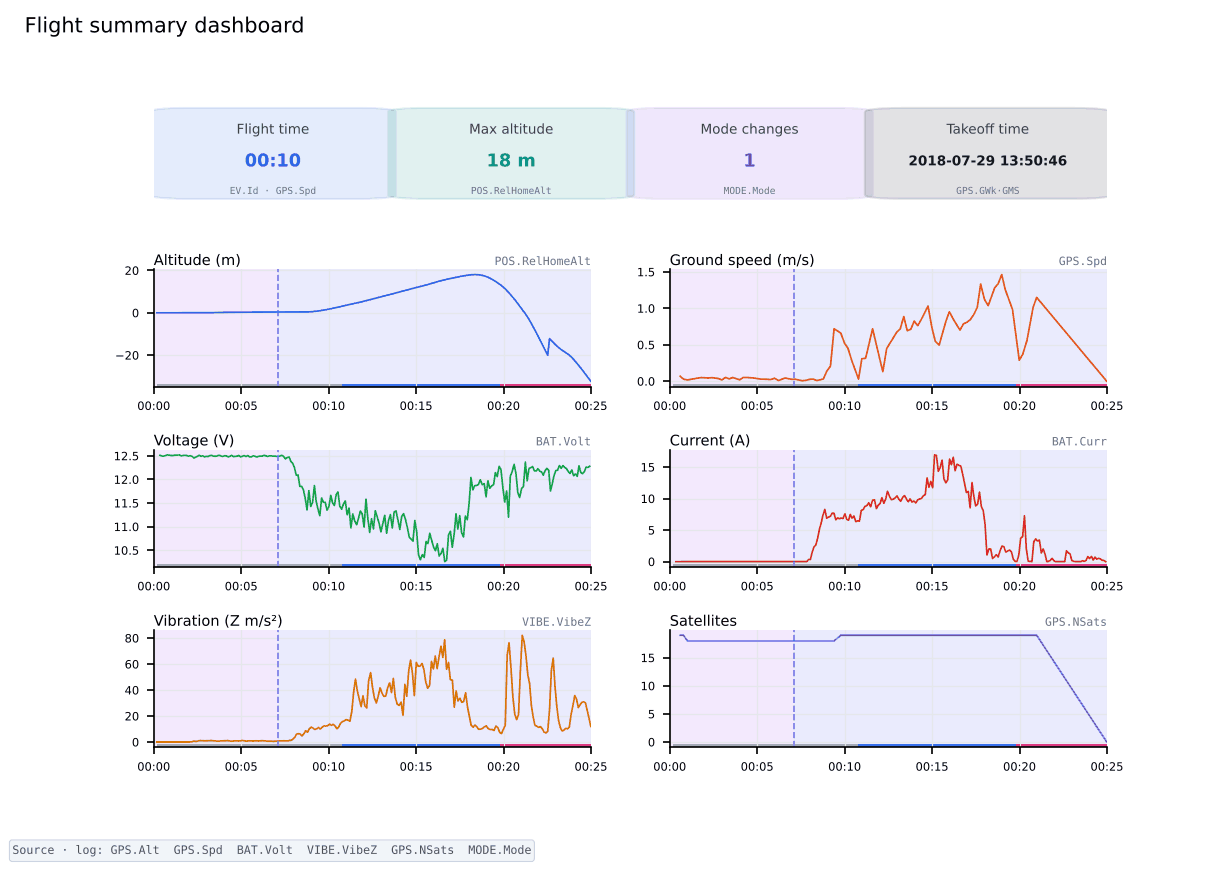 Flight summary dashboard
Flight time
00:10
EV.Id · GPS.Spd
Max altitude
18 m
POS.RelHomeAlt
Mode changes
1
MODE.Mode
Takeoff time
2018-07-29 13:50:46
GPS.GWk·GMS
Altitude (m) POS.RelHomeAlt
20
0
−20
00:00 00:05 00:10 00:15 00:20 00:25
Ground speed (m/s) GPS.Spd
1.5
1.0
0.5
0.0
00:00 00:05 00:10 00:15 00:20 00:25
Voltage (V) BAT.Volt
12.5
12.0
11.5
11.0
10.5
00:00 00:05 00:10 00:15 00:20 00:25
Current (A) BAT.Curr
15
10
5
0
00:00 00:05 00:10 00:15 00:20 00:25
Vibration (Z m/s²) VIBE.VibeZ
80
60
40
20
0
00:00 00:05 00:10 00:15 00:20 00:25
Satellites GPS.NSats
15
10
5
0
00:00 00:05 00:10 00:15 00:20 00:25
Source · log: GPS.Alt GPS.Spd BAT.Volt VIBE.VibeZ GPS.NSats MODE.Mode